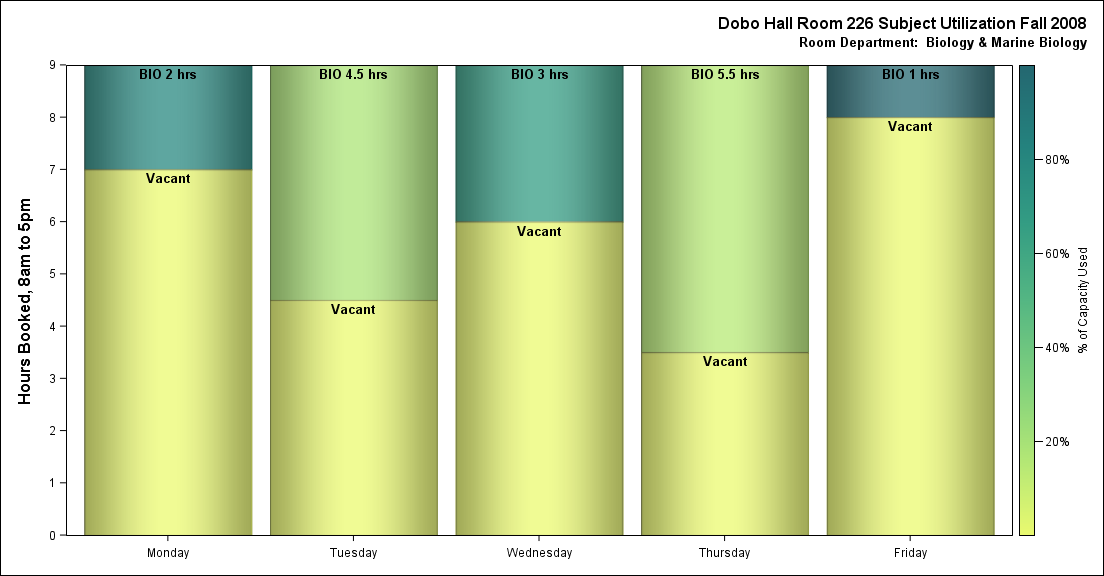 Dobo Hall Room 226 Subject Utilization Fall 2008
Room Department:  Biology & Marine Biology
Hours Booked, 8am to 5pm
9
8
7
6
5
4
3
2
1
0
BIO 2 hrs
Vacant
BIO 4.5 hrs
Vacant
BIO 3 hrs
Vacant
BIO 5.5 hrs
Vacant
BIO 1 hrs
Vacant
Monday
Tuesday
Wednesday
Thursday
Friday
80%
60%
40%
20%
% of Capacity Used